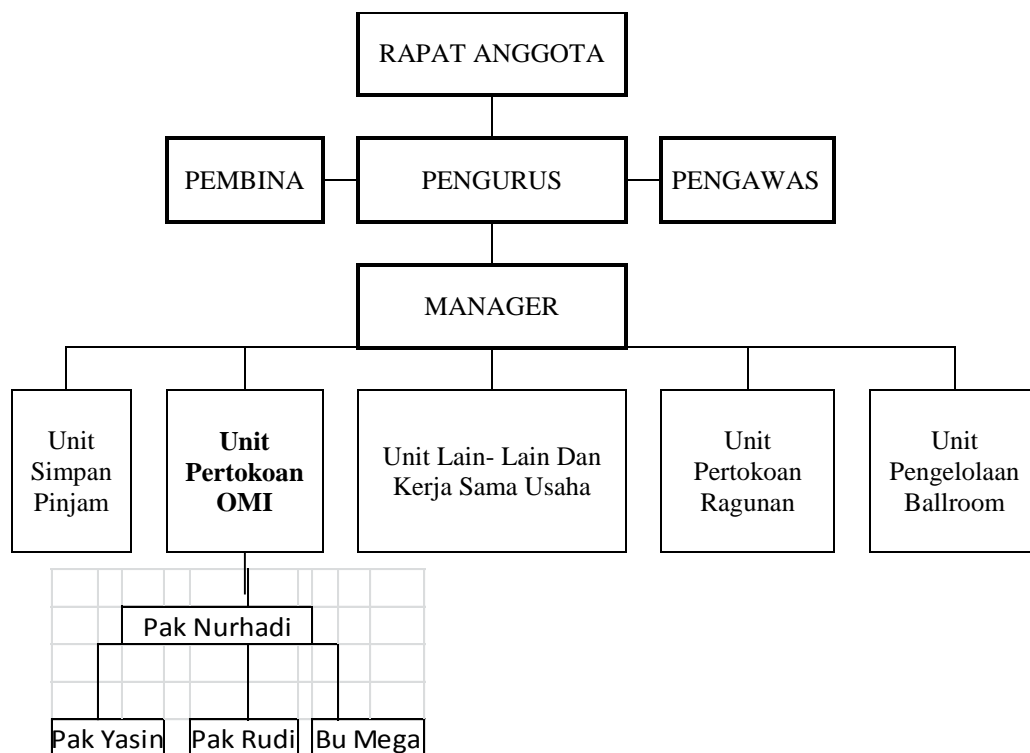 RAPAT ANGGOTA
PEMBINA
PENGURUS
PENGAWAS
MANAGER
Unit
Simpan
Pinjam
Unit
Pertokoan
OMI
Unit Lain- Lain Dan
Kerja Sama Usaha
Unit
Pertokoan
Ragunan
Unit
Pengelolaan
Ballroom
Pak Nurhadi
Pak Yasin
Pak Rudi
Bu Mega